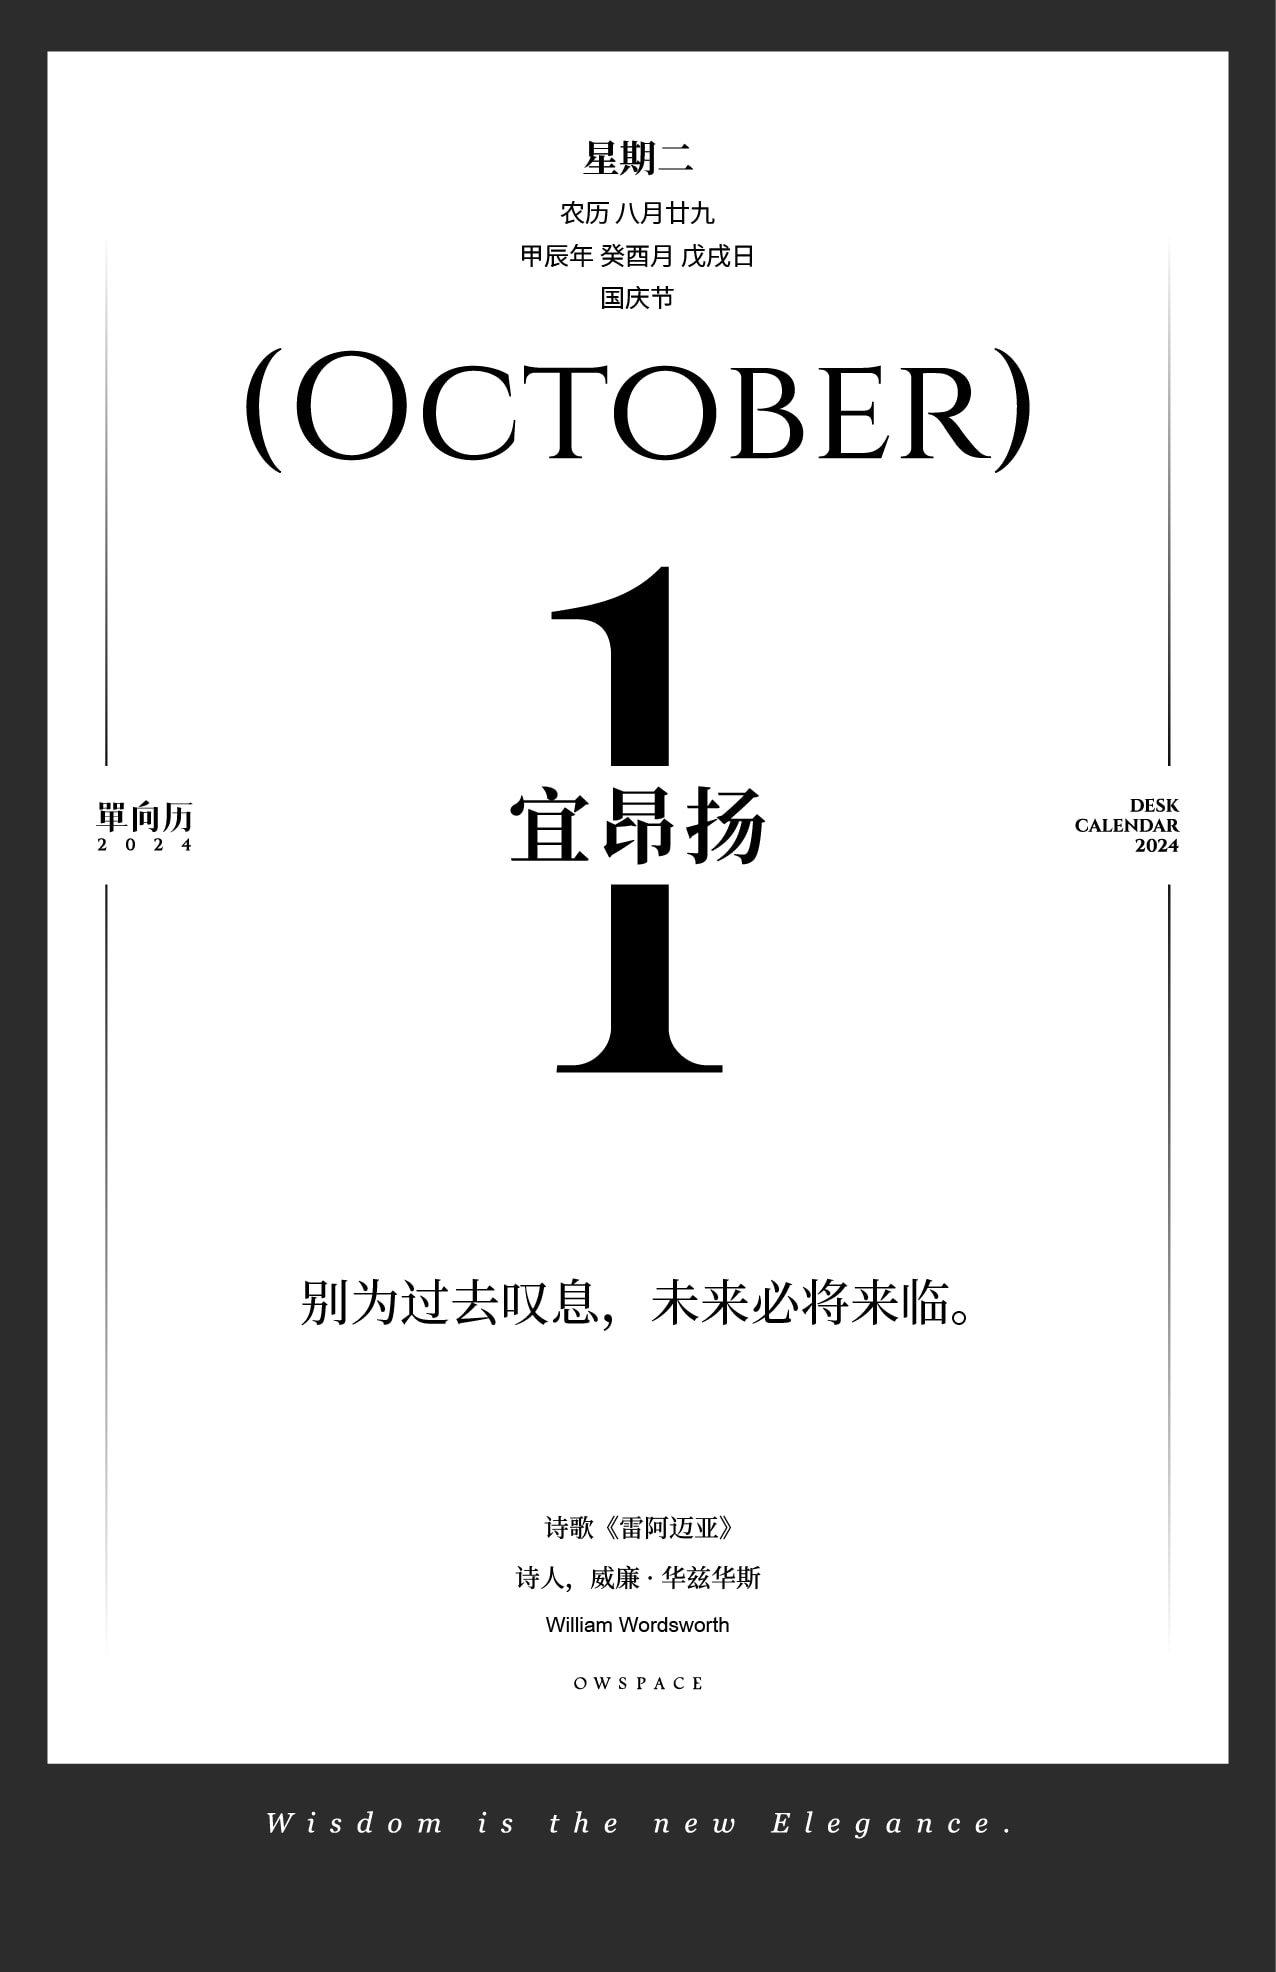 星期二
农历 八月廿九
甲辰年 癸酉月 戊戌日
国庆节
(OCTOBER)
1
單向历
2 0 2 4
宜昂扬
DESK
CALENDAR
2024
别为过去叹息，未来必将来临。
诗歌《雷阿迈亚》
诗人，威廉 · 华兹华斯
William Wordsworth
OWSPACE
Wisdom is the new Elegance.